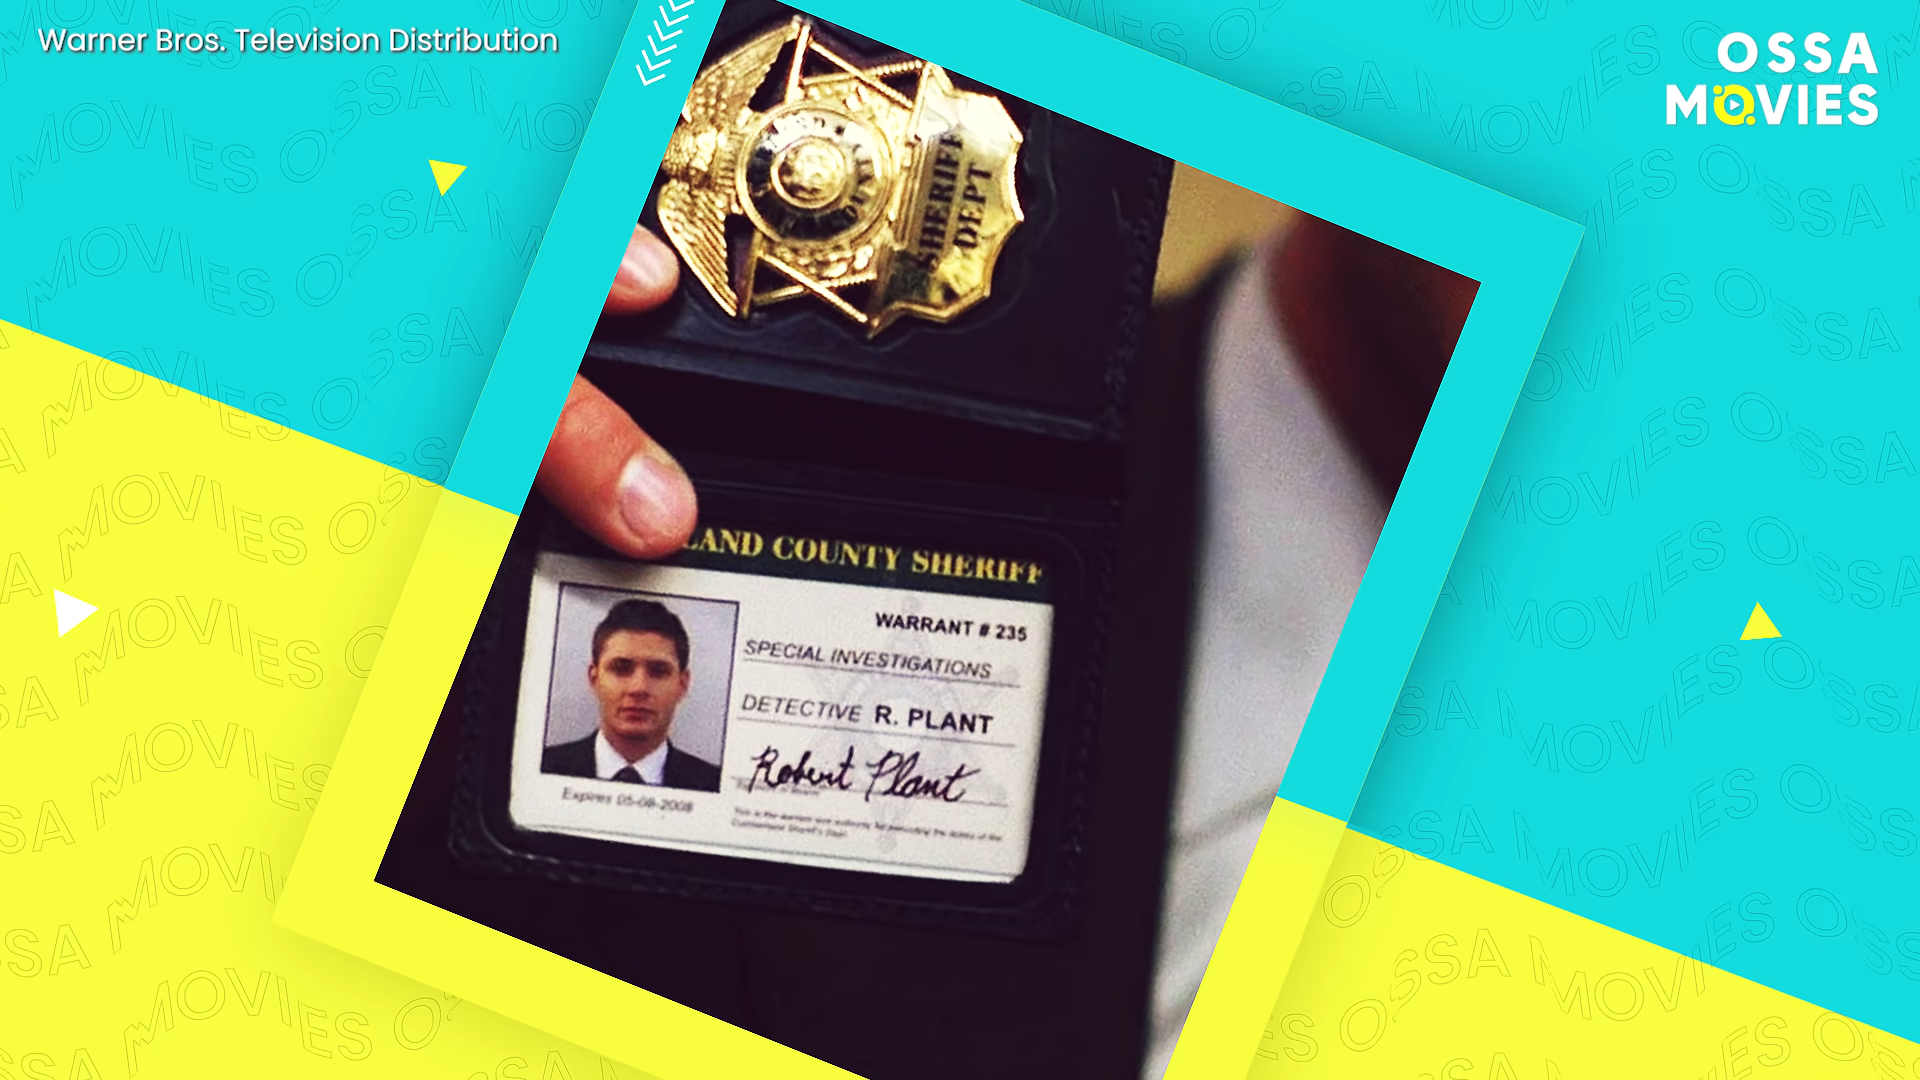 Warner Bros. Television Distribution
OSSA
MOVIES
SHERIFF
DEPT
LAND COUNTY SHERIFF
WARRANT # 235
SPECIAL INVESTIGATIONS
DETECTIVE R. PLANT
Robert Plant
Expires 05-08-2008